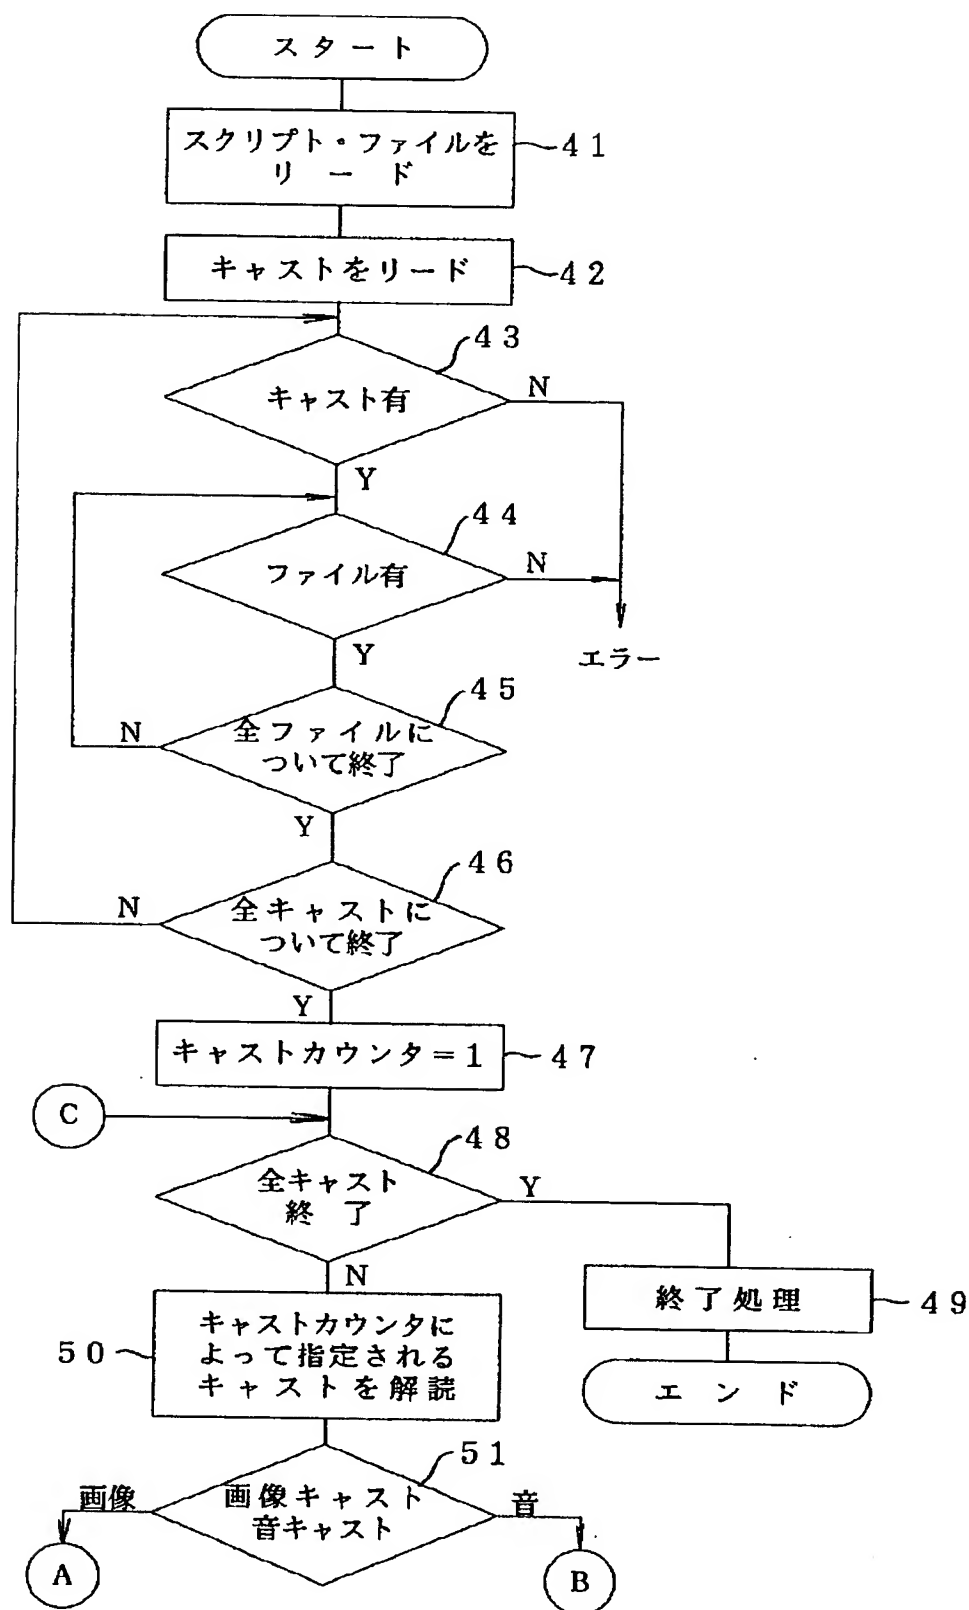 スタート
スクリプト・ファイルを
リード
41
キャストをリード
42
43
キャスト有
N
Y
44
ファイル有
N
エラー
Y
45
全ファイルに
ついて終了
N
Y
46
全キャストに
ついて終了
N
Y
キャストカウンタ=1
47
C
48
全キャスト
終了
Y
N
終了処理
49
キャストカウンタに
よって指定される
キャストを解読
50
エンド
51
画像
画像キャスト
音キャスト
音
A
B